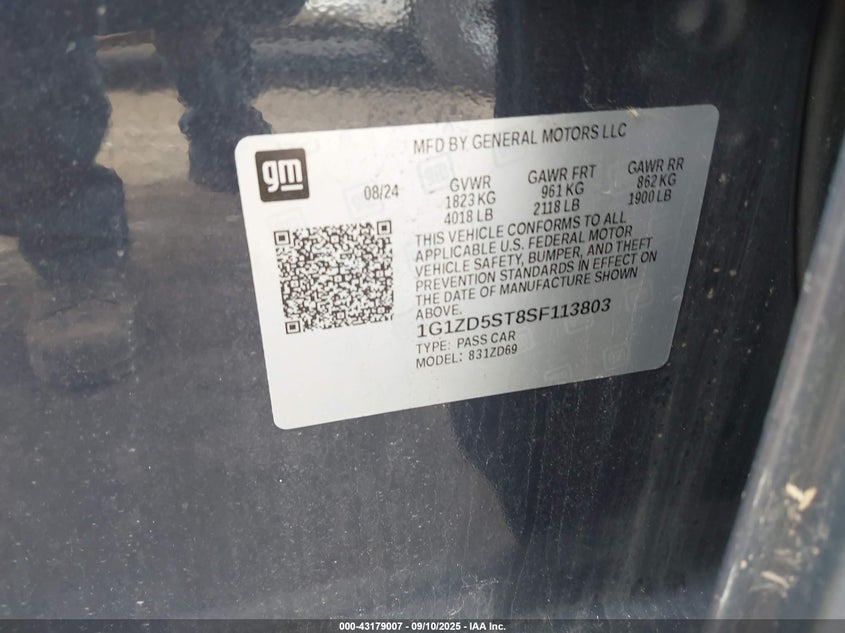 MFD BY GENERAL MOTORS LLC
gm
08/24
GVWR
1823 KG
4018 LB
GAWR FRT
961 KG
2118 LB
GAWR RR
862 KG
1900 LB
THIS VEHICLE CONFORMS TO ALL
APPLICABLE U.S. FEDERAL MOTOR
VEHICLE SAFETY, BUMPER, AND THEFT
PREVENTION STANDARDS IN EFFECT ON
THE DATE OF MANUFACTURE SHOWN
ABOVE.
1G1ZD5ST8SF113803
TYPE: PASS CAR
MODEL: 831ZD69
000-43179007 - 09/10/2025 - IAA Inc.